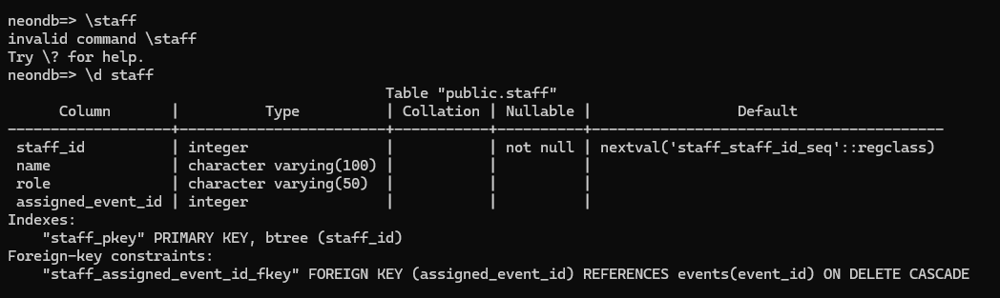 neondb=> \staff
invalid command \staff
Try \? for help.
neondb=> \d staff
                                            Table "public.staff"
      Column       |          Type          | Collation | Nullable |                 Default
-------------------+------------------------+-----------+----------+-----------------------------------------
 staff_id          | integer                |           | not null | nextval('staff_staff_id_seq'::regclass)
 name              | character varying(100) |           |          |
 role              | character varying(50)  |           |          |
 assigned_event_id | integer                |           |          |
Indexes:
    "staff_pkey" PRIMARY KEY, btree (staff_id)
Foreign-key constraints:
    "staff_assigned_event_id_fkey" FOREIGN KEY (assigned_event_id) REFERENCES events(event_id) ON DELETE CASCADE